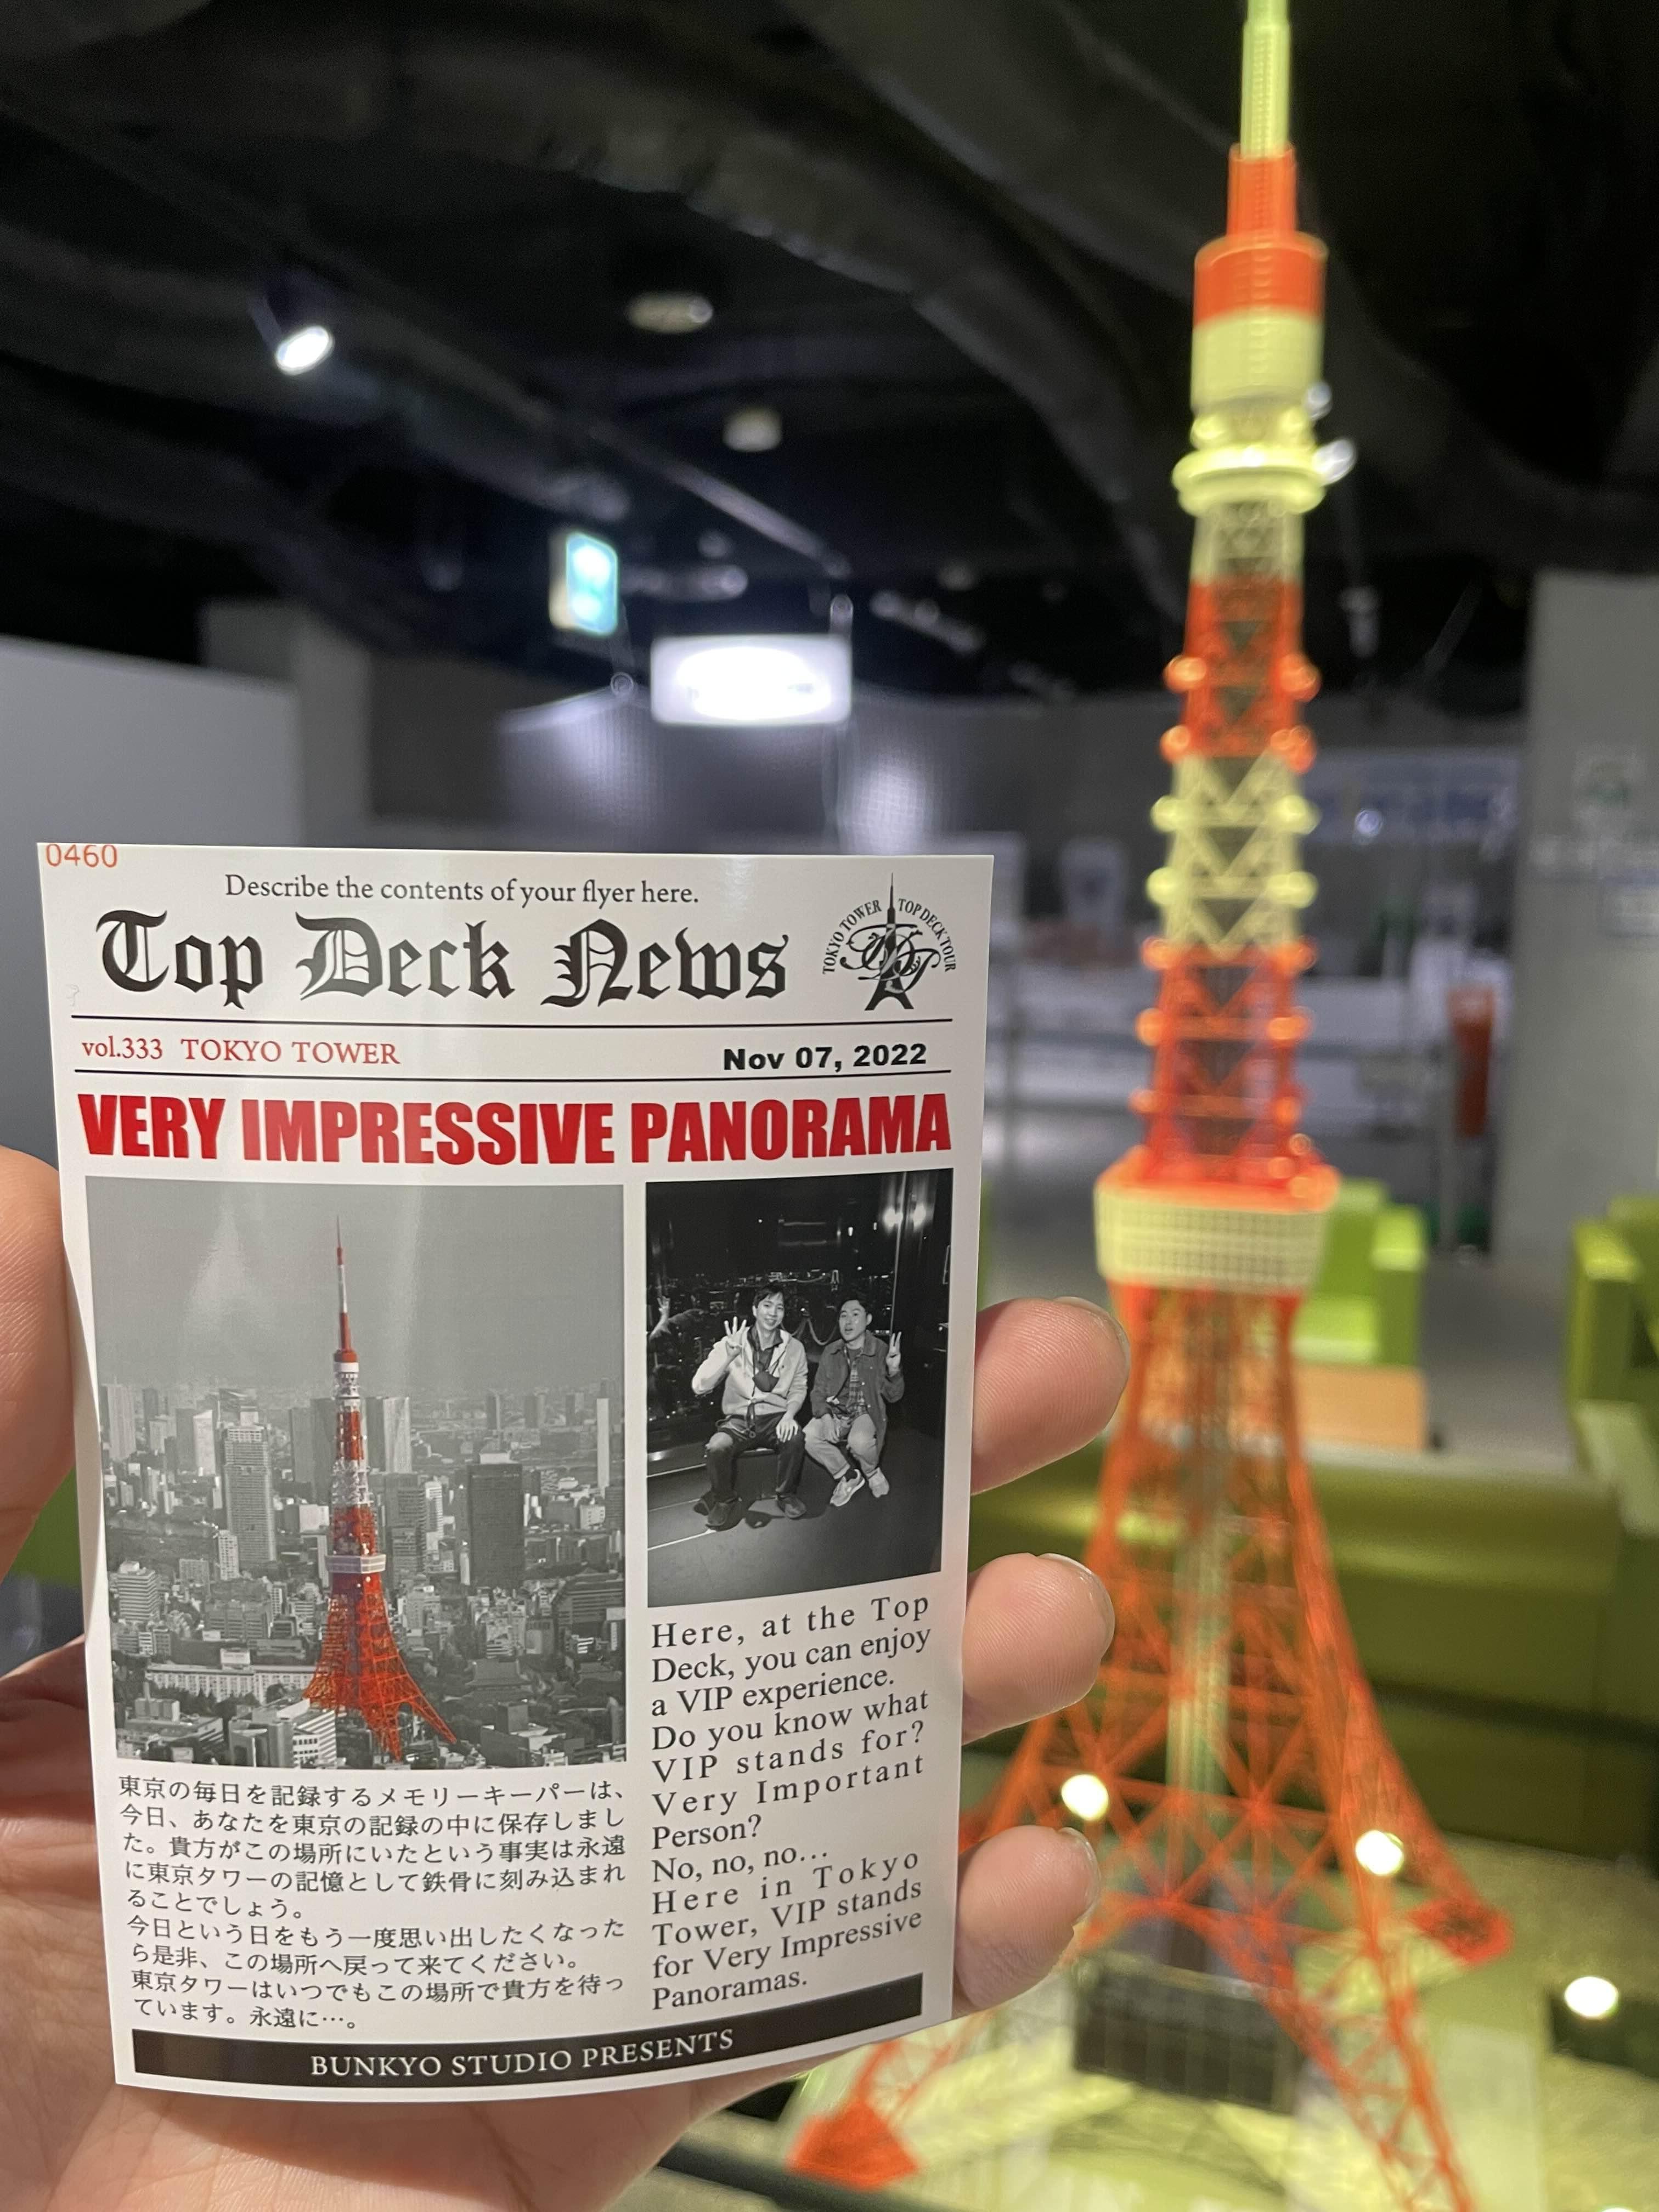 0460
Describe the contents of your flyer here.
Top Deck News
TOKYO TOWER TOP DECK TOUR
vol.333 TOKYO TOWER
Nov 07, 2022
VERY IMPRESSIVE PANORAMA
東京の毎日を記録するメモリーキーパーは、
今日、あなたを東京の記録の中に保存しまし
た。貴方がこの場所にいたという事実は永遠
に東京タワーの記憶として鉄骨に刻み込まれ
ることでしょう。
今日という日をもう一度思い出したくなった
ら是非、この場所へ戻って来てください。
東京タワーはいつでもこの場所で貴方を待っ
ています。永遠に…。
Here, at the Top
Deck, you can enjoy
a VIP experience.
Do you know what
VIP stands for?
Very Important
Person?
No, no, no…
Here in Tokyo
Tower, VIP stands
for Very Impressive
Panoramas.
BUNKYO STUDIO PRESENTS